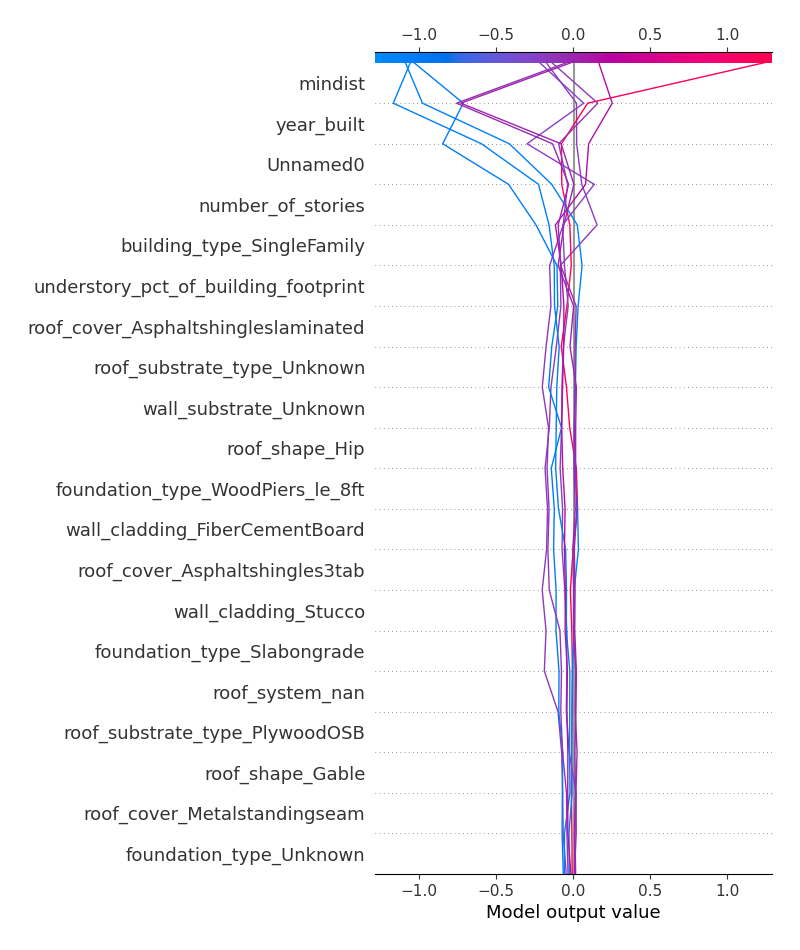 −1.0 −0.5 0.0 0.5 1.0
mindist
year_built
Unnamed0
number_of_stories
building_type_SingleFamily
understory_pct_of_building_footprint
roof_cover_Asphaltshingleslaminated
roof_substrate_type_Unknown
wall_substrate_Unknown
roof_shape_Hip
foundation_type_WoodPiers_le_8ft
wall_cladding_FiberCementBoard
roof_cover_Asphaltshingles3tab
wall_cladding_Stucco
foundation_type_Slabongrade
roof_system_nan
roof_substrate_type_PlywoodOSB
roof_shape_Gable
roof_cover_Metalstandingseam
foundation_type_Unknown
−1.0 −0.5 0.0 0.5 1.0
Model output value